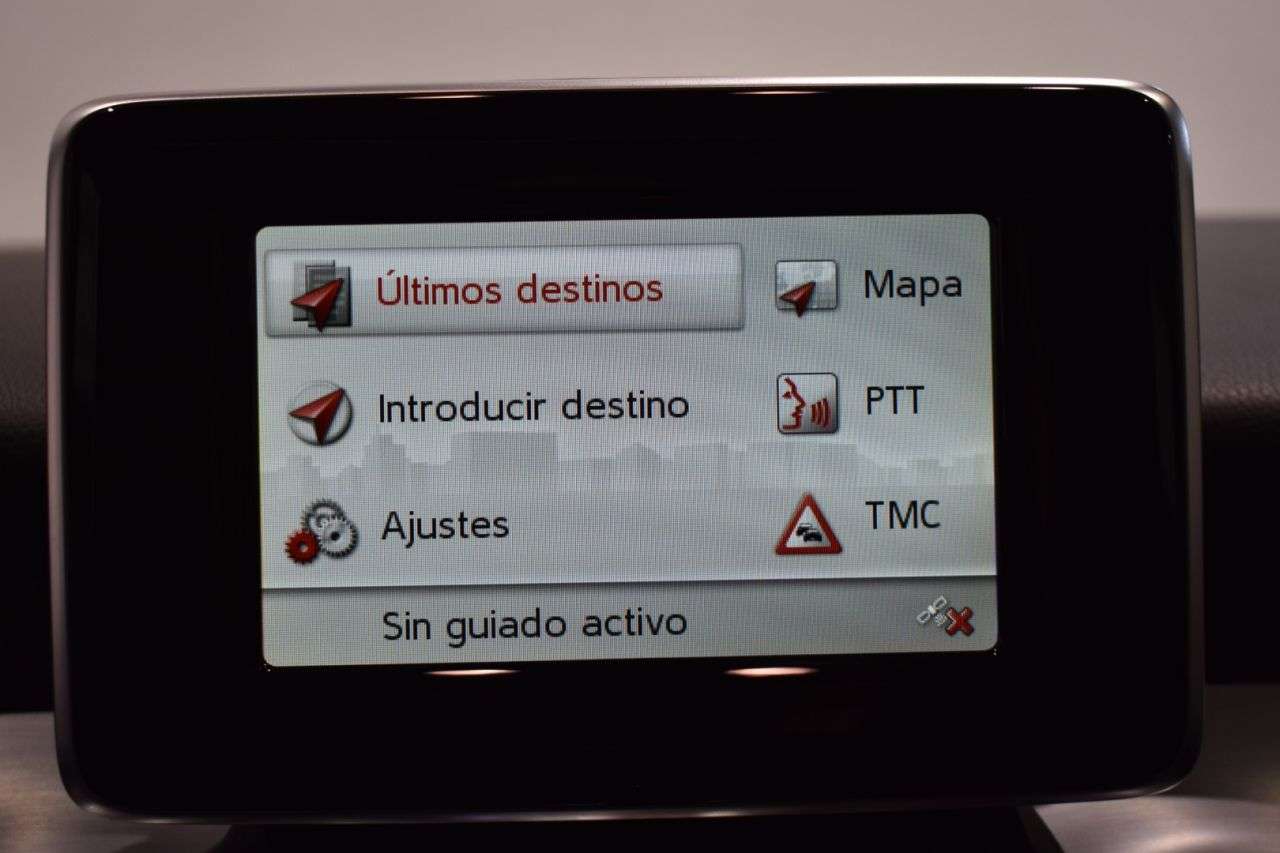 Últimos destinos
Mapa
Introducir destino
PTT
Ajustes
TMC
Sin guiado activo